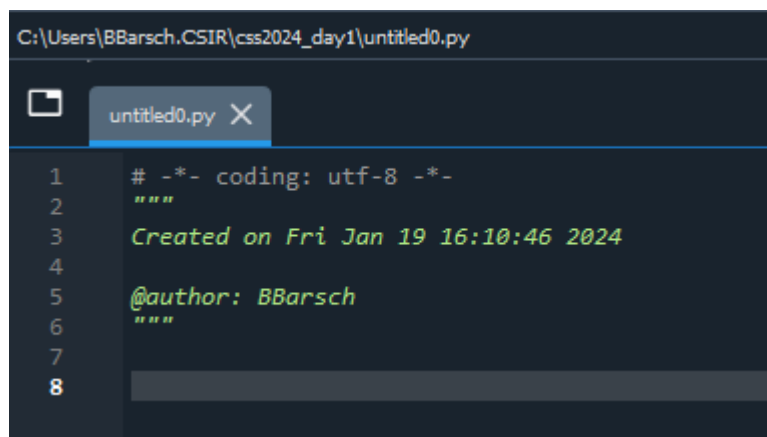 C:\Users\BBarsch.CSIR\css2024_day1\untitled0.py
untitled0.py
1 # -*- coding: utf-8 -*-
2 """
3 Created on Fri Jan 19 16:10:46 2024
4
5 @author: BBarsch
6 """
7
8